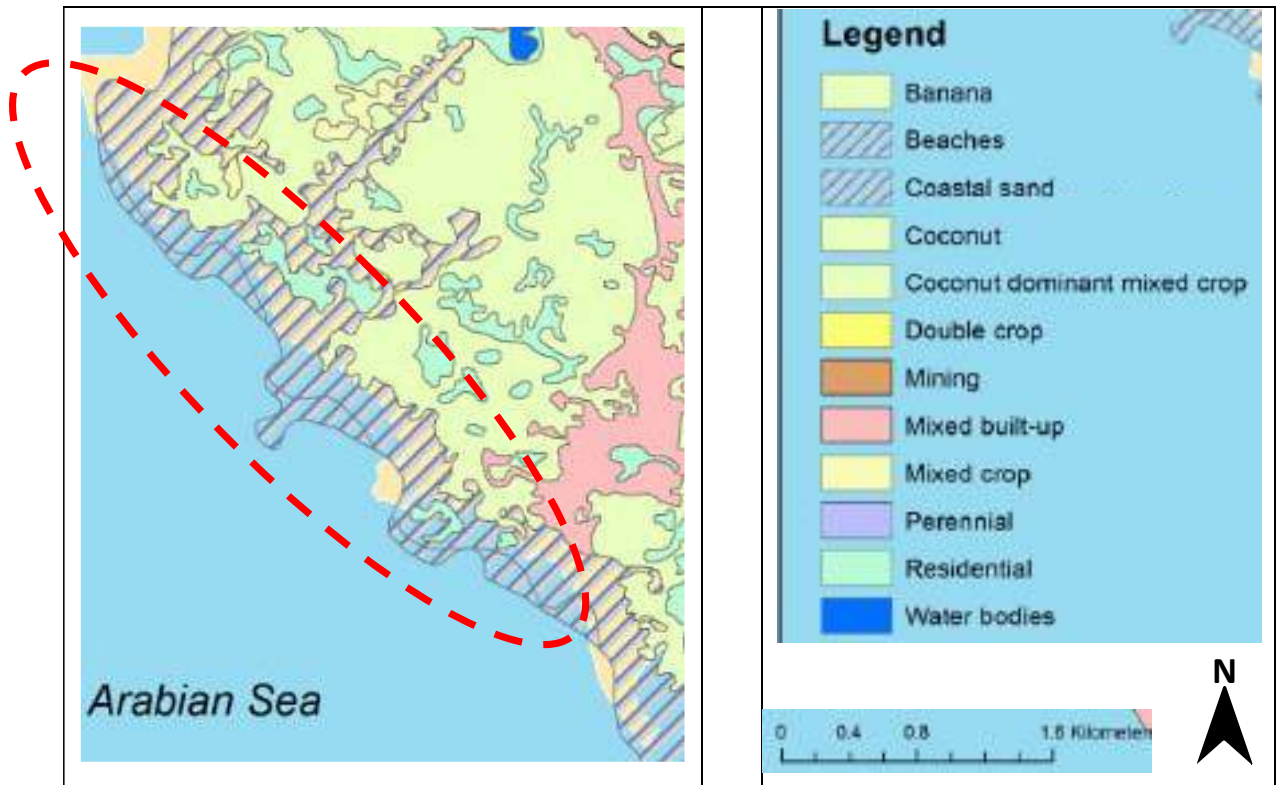 Legend
Banana
Beaches
Coastal sand
Coconut
Coconut dominant mixed crop
Double crop
Mining
Mixed built-up
Mixed crop
Perennial
Residential
Water bodies
Arabian Sea
N
0 0.4 0.8 1.6 Kilometers